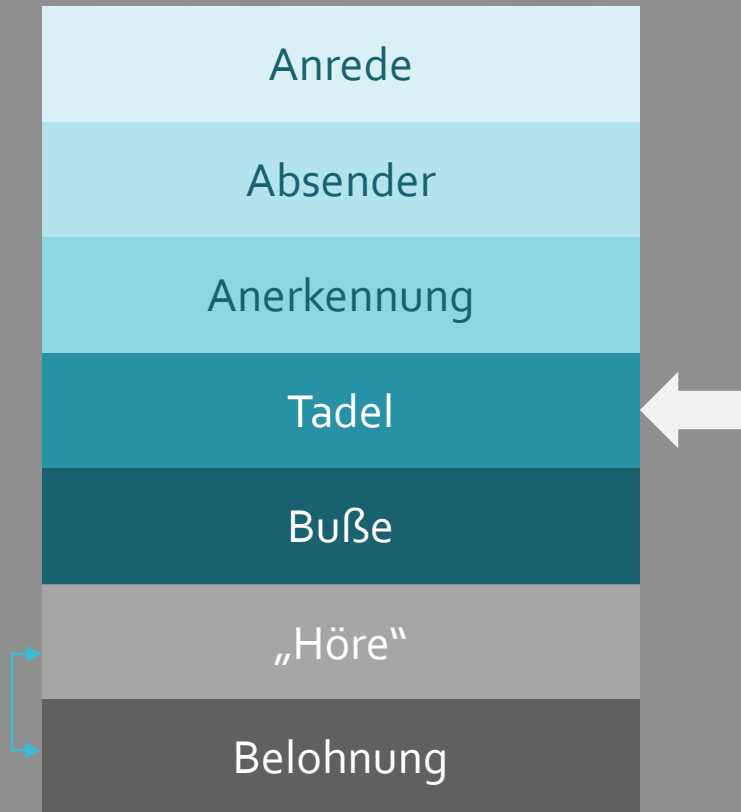 Anrede
Absender
Anerkennung
Tadel
Buße
„Höre“
Belohnung